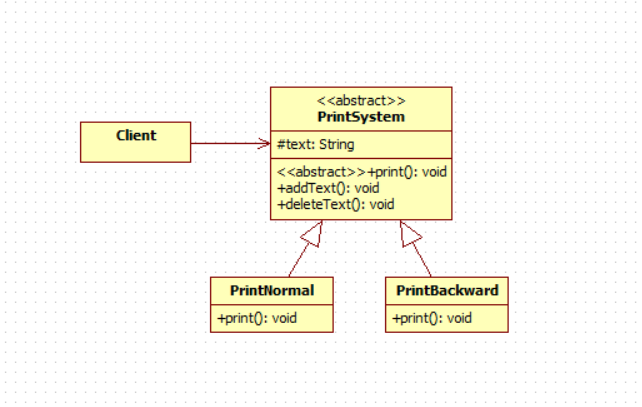 <<abstract>>
PrintSystem
Client
#text: String
<<abstract>>+print(): void
+addText(): void
+deleteText(): void
PrintNormal
+print(): void
PrintBackward
+print(): void